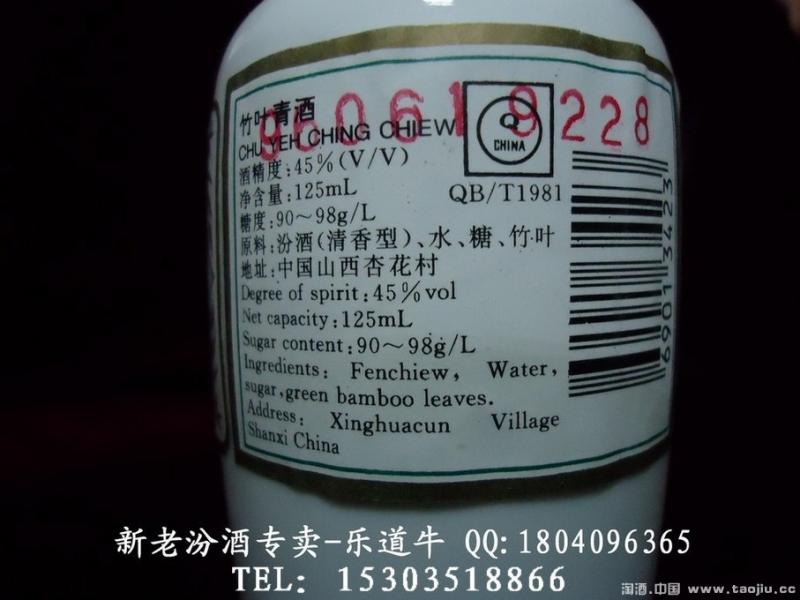 竹叶青酒
9606619228
CHU YEH CHING CHIEW
Q
CHINA
酒精度:45%(V/V)
净含量:125mL
QB/T1981
糖度:90～98g/L
原料:汾酒(清香型)、水、糖、竹叶
地址:中国山西杏花村
Degree of spirit:45%vol
Net capacity:125mL
Sugar content:90～98g/L
Ingredients: Fenchiew, Water,
sugar,green bamboo leaves.
Address: Xinghuacun Village
Shanxi China
6901 3423
新老汾酒专卖-乐道牛 QQ:1804096365
TEL: 15303518866
淘酒.中国 www.taojiu.cc